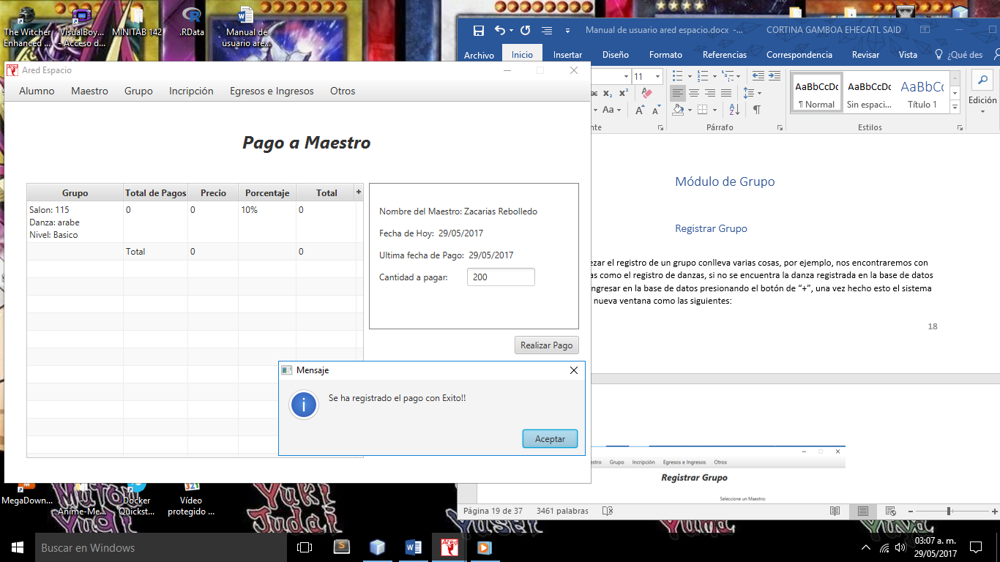 The Witcher
Enhanced ...
VisualBoy...
- Acceso d...
MINITAB 142
.RData
Manual de
usuario are...
Manual de usuario ared espacio.docx -...
CORTINA GAMBOA EHECATL SAID
Archivo
Inicio
Insertar
Diseño
Formato
Referencias
Correspondencia
Revisar
Vista
¿Qué des
11
Aa
AaBbCcDc
¶ Normal
AaBbCcDc
Sin espaci...
AaBbCc
Título 1
Edición
nte
Párrafo
Estilos
Ared Espacio
Alumno
Maestro
Grupo
Incripción
Egresos e Ingresos
Otros
Pago a Maestro
Grupo Total de Pagos Precio Porcentaje Total +
Salon: 115 0 0 10% 0
Danza: arabe
Nivel: Basico
Total 0 0
Nombre del Maestro: Zacarias Rebolledo
Fecha de Hoy: 29/05/2017
Ultima fecha de Pago: 29/05/2017
Cantidad a pagar: 200
Realizar Pago
Mensaje
Se ha registrado el pago con Exito!!
Aceptar
Módulo de Grupo
Registrar Grupo
ezar el registro de un grupo conlleva varias cosas, por ejemplo, nos encontraremos con
as como el registro de danzas, si no se encuentra la danza registrada en la base de datos
ngresar en la base de datos presionando el botón de “+”, una vez hecho esto el sistema
nueva ventana como las siguientes:
18
estro Grupo Incripción Egresos e Ingresos Otros
Registrar Grupo
Seleccione un Maestro:
Página 19 de 37
3461 palabras
MegaDown...
Anime-Me...
Docker
Quickst...
321
Vídeo
protegido ...
Muto
Yugi
Yuki
Judai
Yusei
Yuma
Buscar en Windows
03:07 a. m.
29/05/2017